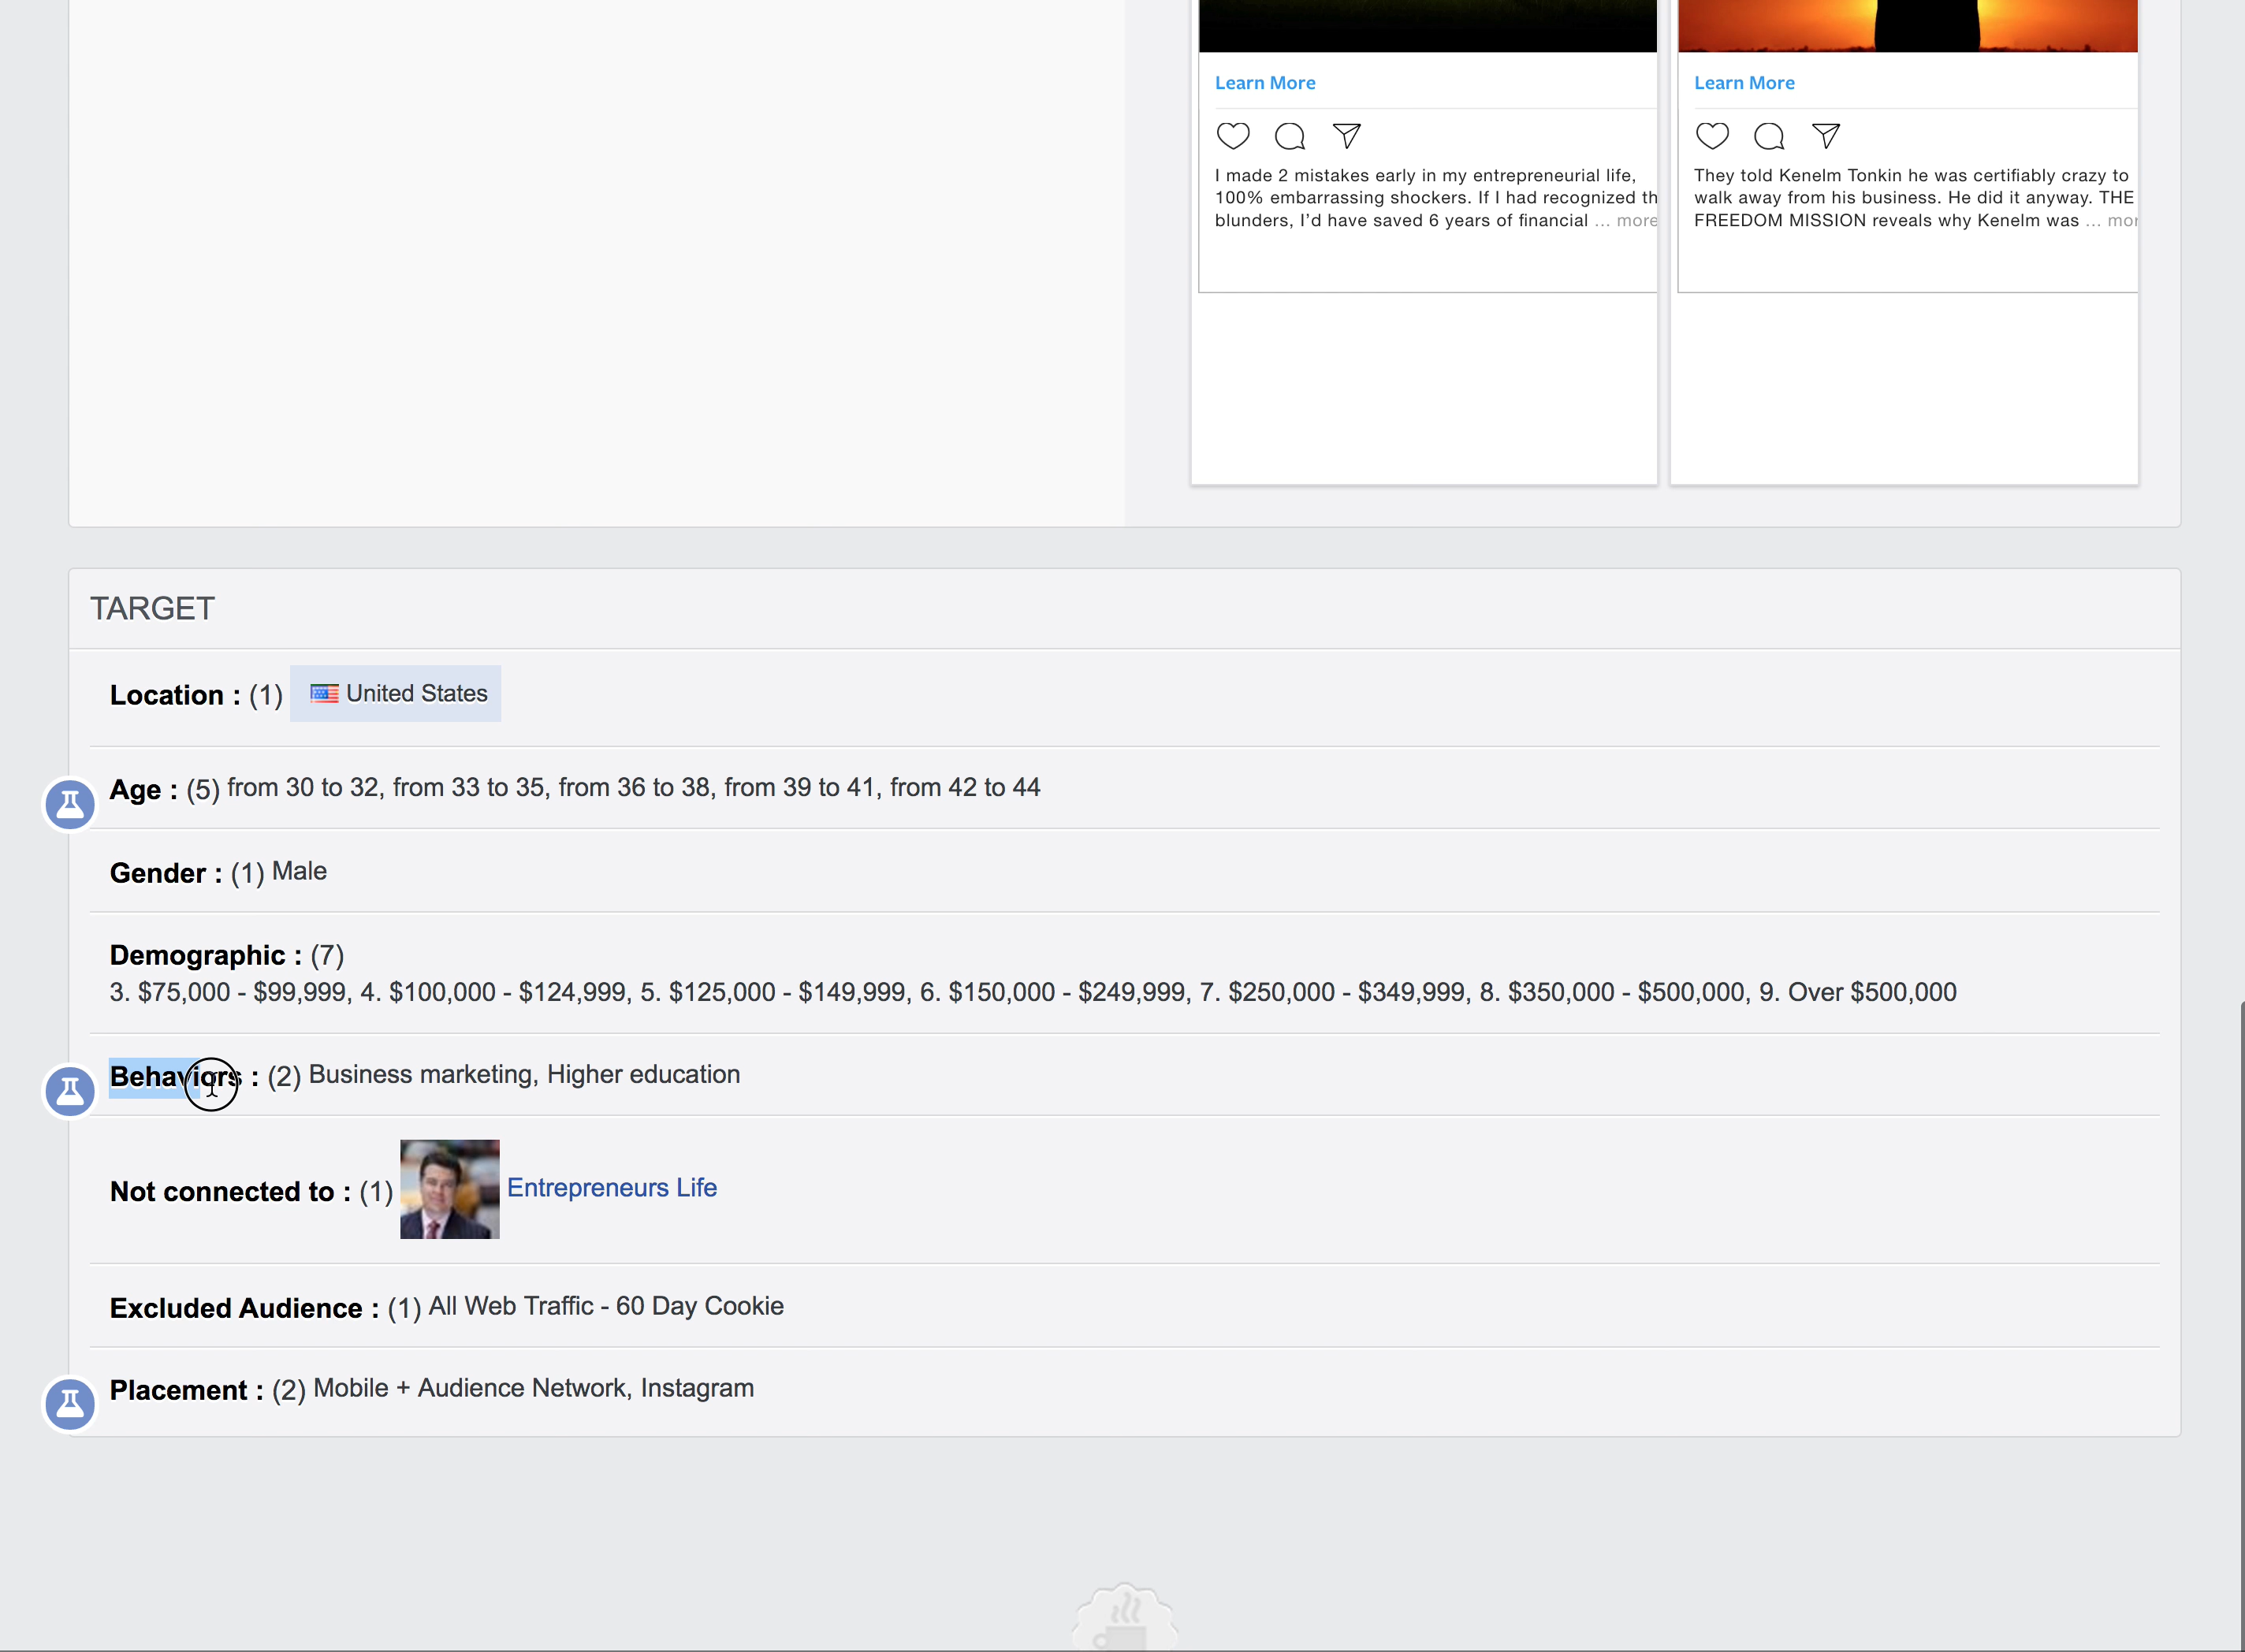 Learn More
I made 2 mistakes early in my entrepreneurial life,
100% embarrassing shockers. If I had recognized th
blunders, I'd have saved 6 years of financial ... more
Learn More
They told Kenelm Tonkin he was certifiably crazy to
walk away from his business. He did it anyway. THE
FREEDOM MISSION reveals why Kenelm was ... mor
TARGET
Location : (1) United States
Age : (5) from 30 to 32, from 33 to 35, from 36 to 38, from 39 to 41, from 42 to 44
Gender : (1) Male
Demographic : (7)
3. $75,000 - $99,999, 4. $100,000 - $124,999, 5. $125,000 - $149,999, 6. $150,000 - $249,999, 7. $250,000 - $349,999, 8. $350,000 - $500,000, 9. Over $500,000
Behaviors : (2) Business marketing, Higher education
Not connected to : (1) Entrepreneurs Life
Excluded Audience : (1) All Web Traffic - 60 Day Cookie
Placement : (2) Mobile + Audience Network, Instagram